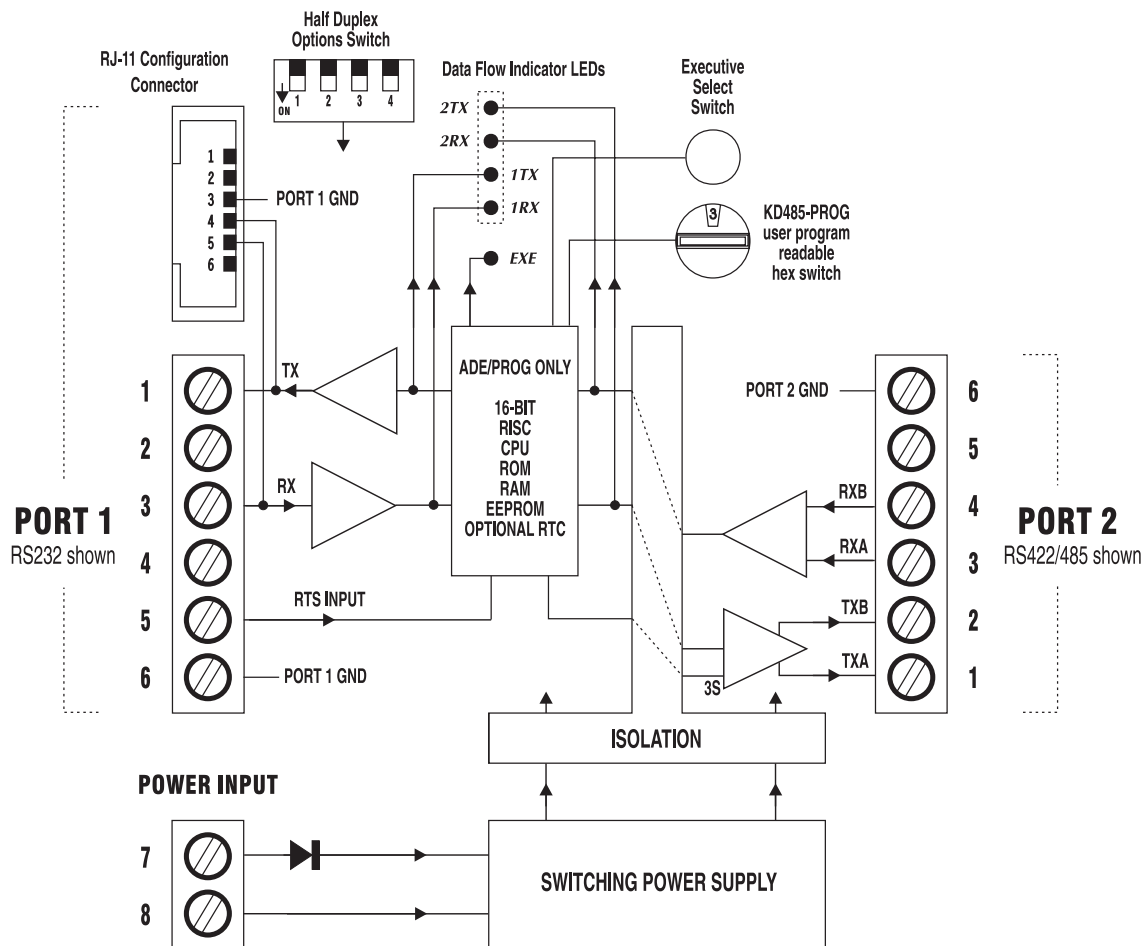 Half Duplex
Options Switch
RJ-11 Configuration
Connector
ON
1 2 3 4
Data Flow Indicator LEDs
2TX
2RX
1TX
1RX
EXE
Executive
Select
Switch
3
KD485-PROG
user program
readable
hex switch
1
2
3
4
5
6
PORT 1 GND
PORT 1
RS232 shown
1
2
3
4
5
6
TX
RX
RTS INPUT
PORT 1 GND
ADE/PROG ONLY
16-BIT
RISC
CPU
ROM
RAM
EEPROM
OPTIONAL RTC
PORT 2 GND
RXB
RXA
TXB
TXA
3S
6
5
4
3
2
1
PORT 2
RS422/485 shown
ISOLATION
POWER INPUT
7
8
SWITCHING POWER SUPPLY